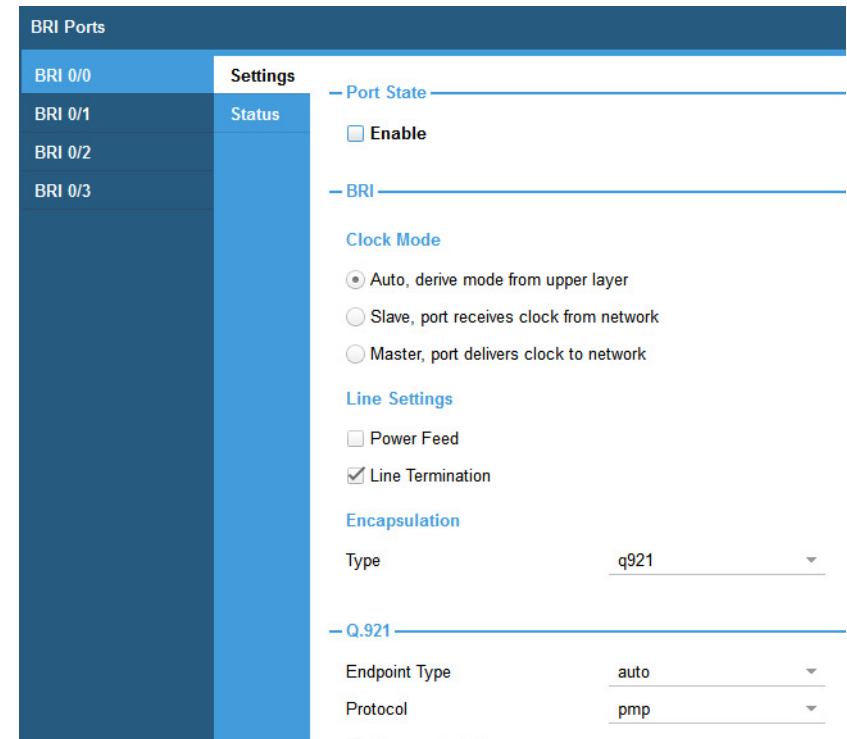 BRI Ports
BRI 0/0
BRI 0/1
BRI 0/2
BRI 0/3
Settings
Status
Port State
Enable
BRI
Clock Mode
Auto, derive mode from upper layer
Slave, port receives clock from network
Master, port delivers clock to network
Line Settings
Power Feed
Line Termination
Encapsulation
Type q921
Q.921
Endpoint Type auto
Protocol pmp